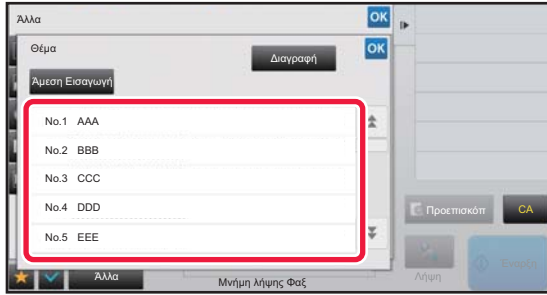 Άλλα
OK
Θέμα
Διαγραφή
OK
Άμεση Εισαγωγή
No.1 AAA
No.2 BBB
No.3 CCC
No.4 DDD
No.5 EEE
Προεπισκόπ
CA
Λήψη
Έναρξη
Άλλα
Μνήμη λήψης Φαξ